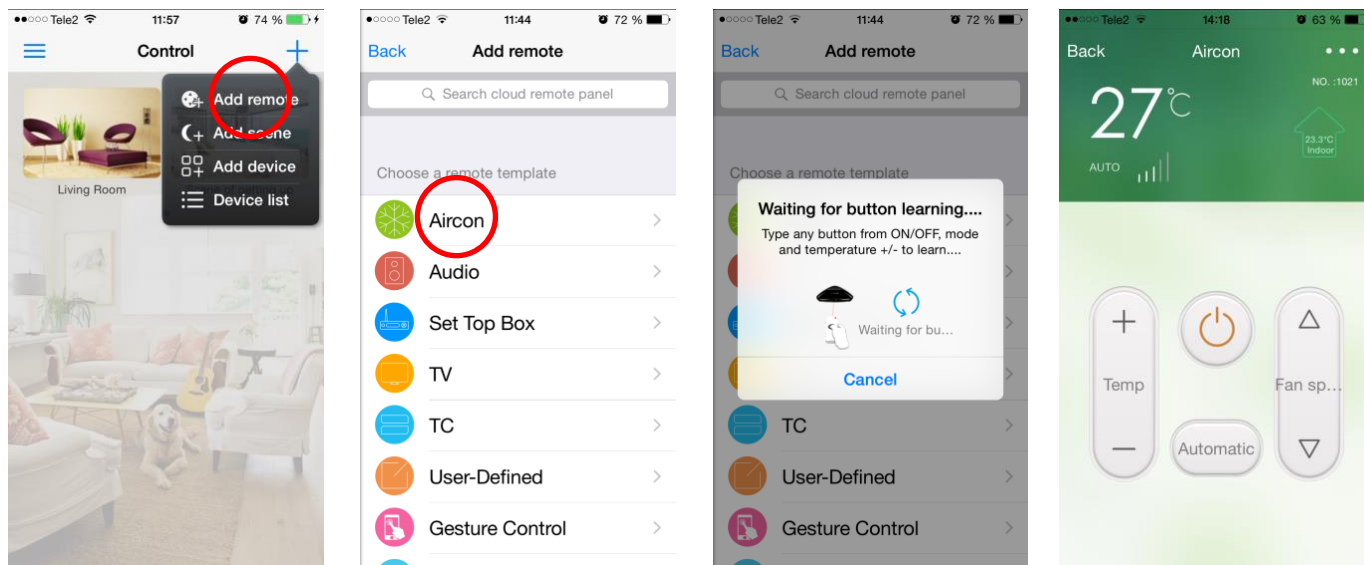 Tele2 11:57 74 %
Control
Add remote
Add scene
Add device
Device list
Living Room
Tele2 11:44 72 %
Back Add remote
Search cloud remote panel
Choose a remote template
Aircon
Audio
Set Top Box
TV
TC
User-Defined
Gesture Control
Tele2 11:44 72 %
Back Add remote
Search cloud remote panel
Choose a remote template
Waiting for button learning....
Type any button from ON/OFF, mode
and temperature +/- to learn....
Waiting for bu...
Cancel
TC
User-Defined
Gesture Control
Tele2 14:18 63 %
Back Aircon
NO. :1021
27°C
23.3°C
Indoor
AUTO
+
Temp Fan sp...
−
Automatic